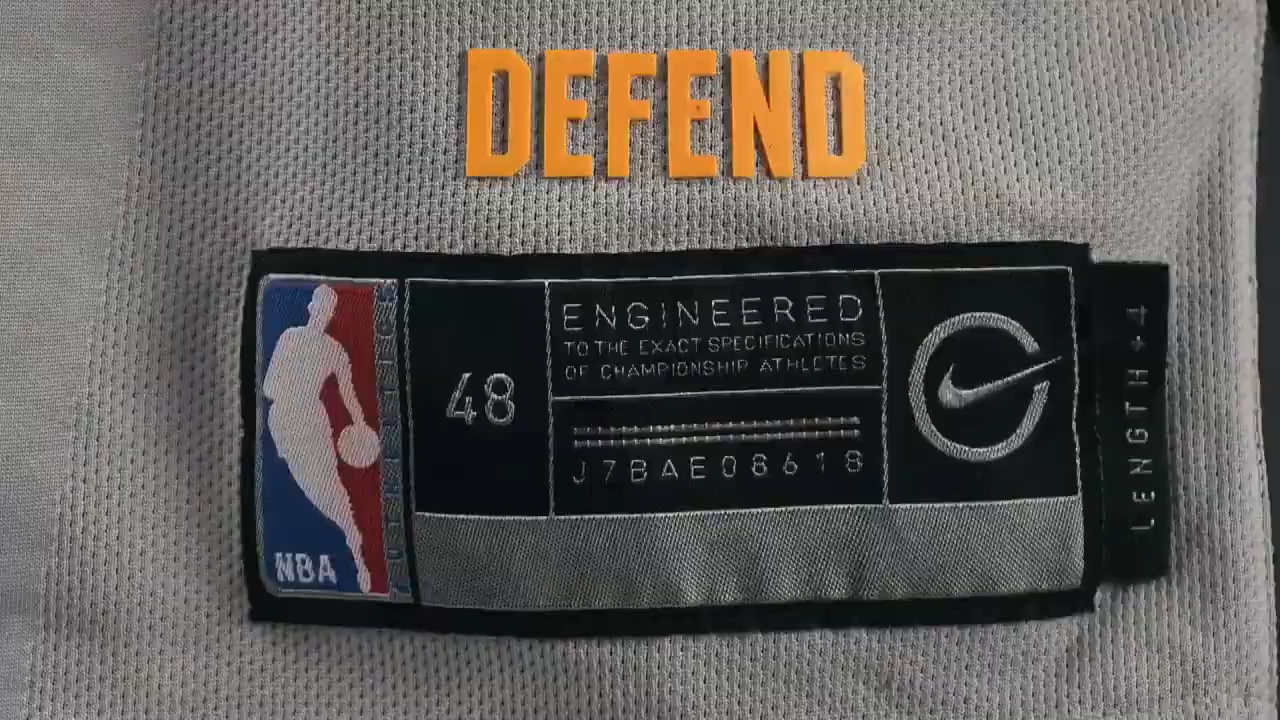 DEFEND
NBA
48
ENGINEERED
TO THE EXACT SPECIFICATIONS
OF CHAMPIONSHIP ATHLETES
J7BAE08618
LENGTH+4